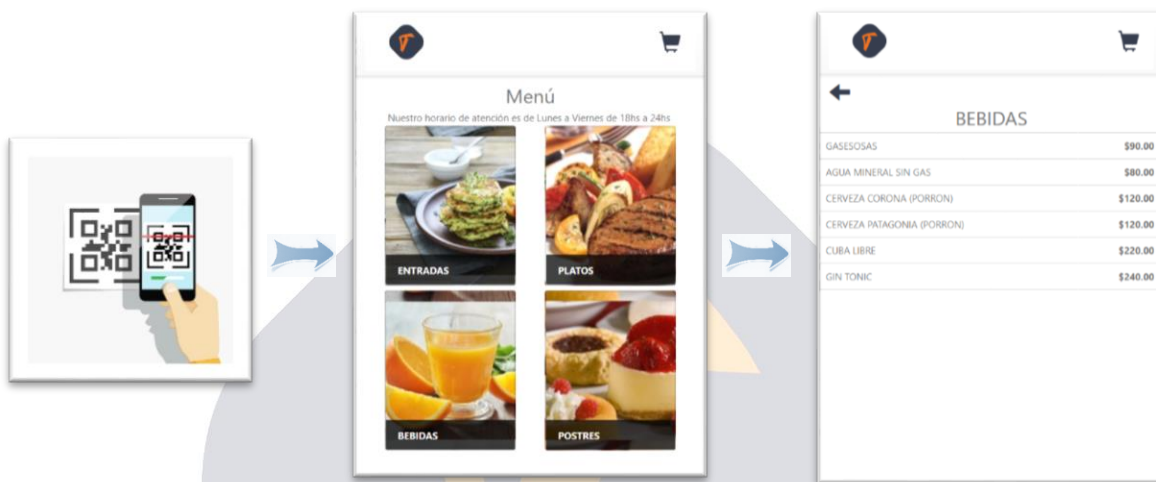 Menú
Nuestro horario de atención es de Lunes a Viernes de 18hs a 24hs
ENTRADAS
PLATOS
BEBIDAS
POSTRES
BEBIDAS
GASESOSAS $90.00
AGUA MINERAL SIN GAS $80.00
CERVEZA CORONA (PORRON) $120.00
CERVEZA PATAGONIA (PORRON) $120.00
CUBA LIBRE $220.00
GIN TONIC $240.00